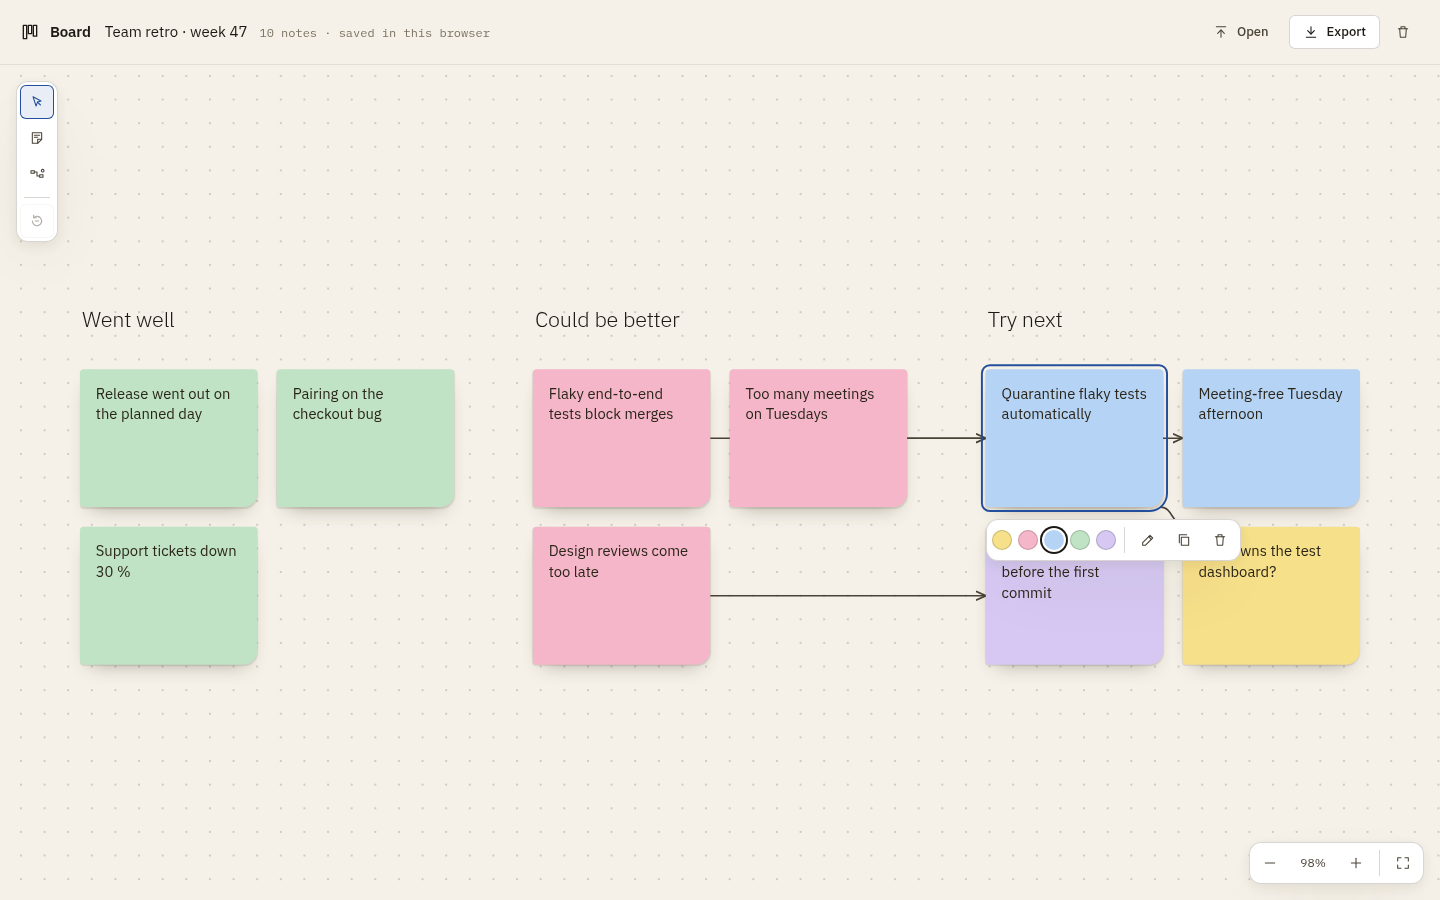 Board Team retro · week 47 10 notes · saved in this browser
Open Export
Went well
Could be better
Try next
Release went out on
the planned day
Pairing on the
checkout bug
Flaky end-to-end
tests block merges
Too many meetings
on Tuesdays
Quarantine flaky tests
automatically
Meeting-free Tuesday
afternoon
Support tickets down
30 %
Design reviews come
too late
before the first
commit
the test
dashboard?
98%